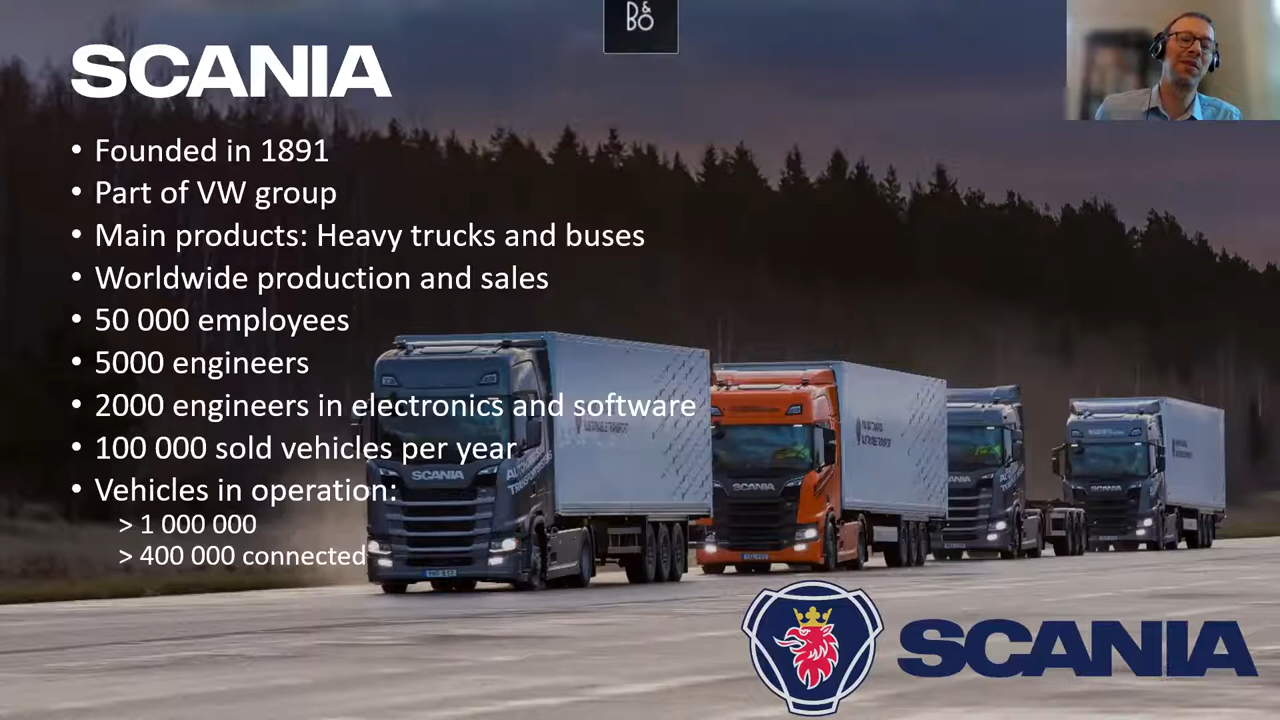 B&O
SCANIA
• Founded in 1891
• Part of VW group
• Main products: Heavy trucks and buses
• Worldwide production and sales
• 50 000 employees
• 5000 engineers
• 2000 engineers in electronics and software
• 100 000 sold vehicles per year
• Vehicles in operation:
> 1 000 000
> 400 000 connected
SCANIA
SCANIA
SCANIA
SCANIA